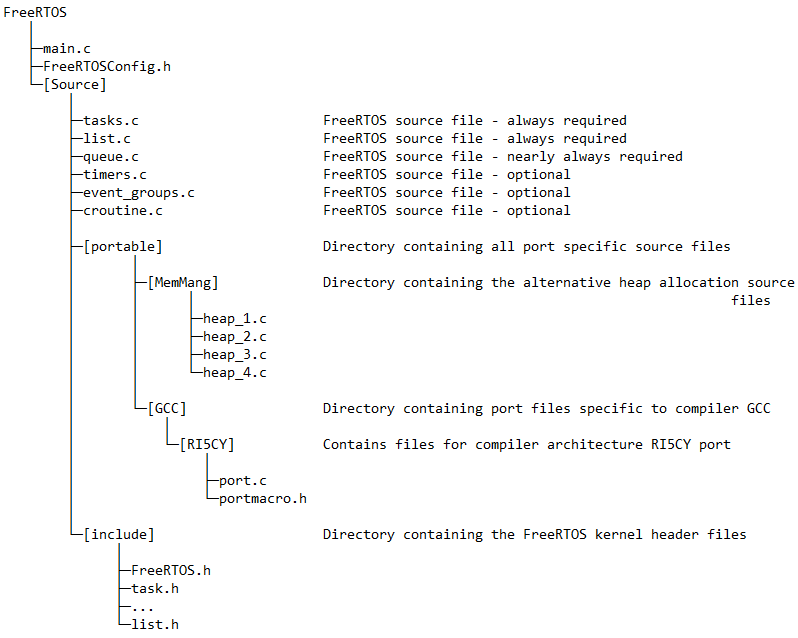 FreeRTOS
main.c
FreeRTOSConfig.h
[Source]
tasks.c FreeRTOS source file - always required
list.c FreeRTOS source file - always required
queue.c FreeRTOS source file - nearly always required
timers.c FreeRTOS source file - optional
event_groups.c FreeRTOS source file - optional
croutine.c FreeRTOS source file - optional
[portable] Directory containing all port specific source files
[MemMang] Directory containing the alternative heap allocation source
files
heap_1.c
heap_2.c
heap_3.c
heap_4.c
[GCC] Directory containing port files specific to compiler GCC
[RI5CY] Contains files for compiler architecture RI5CY port
port.c
portmacro.h
[include] Directory containing the FreeRTOS kernel header files
FreeRTOS.h
task.h
...
list.h